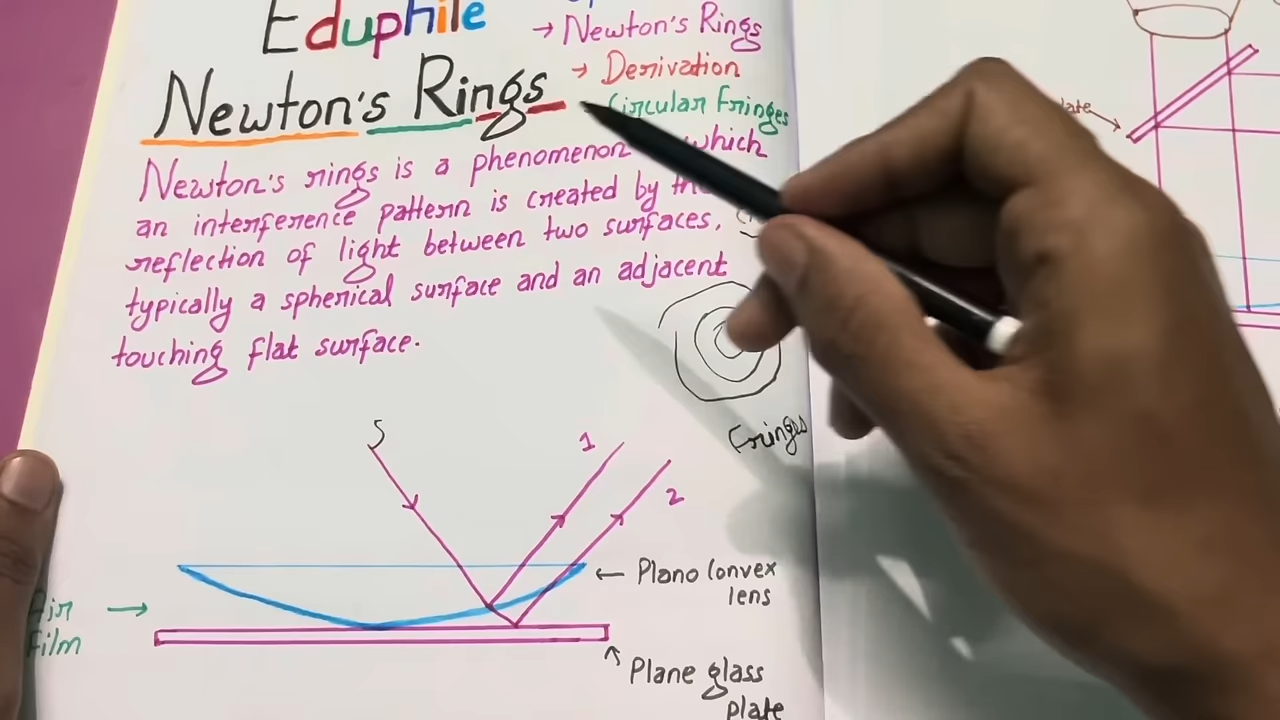 Eduphile
→ Newton's Rings
→ Derivation
Circular Fringes
Newton's Rings
Newton's rings is a phenomenon which
an interference pattern is created by the
reflection of light between two surfaces,
typically a spherical surface and an adjacent
touching flat surface.
Fringes
S
1
2
← Plano Convex
lens
Air →
Film
Plane glass
plate